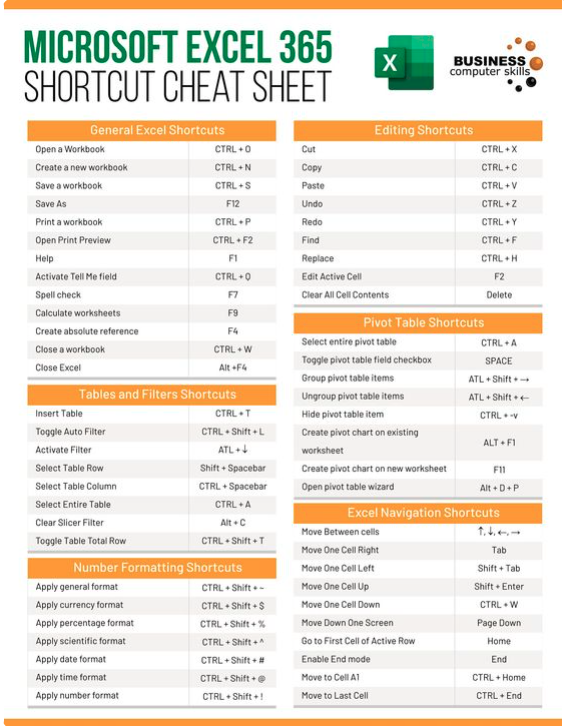 MICROSOFT EXCEL 365
SHORTCUT CHEAT SHEET
X
BUSINESS
computer skills
General Excel Shortcuts
Open a Workbook CTRL + O
Create a new workbook CTRL + N
Save a workbook CTRL + S
Save As F12
Print a workbook CTRL + P
Open Print Preview CTRL + F2
Help F1
Activate Tell Me field CTRL + Q
Spell check F7
Calculate worksheets F9
Create absolute reference F4
Close a workbook CTRL + W
Close Excel Alt +F4
Tables and Filters Shortcuts
Insert Table CTRL + T
Toggle Auto Filter CTRL + Shift + L
Activate Filter ATL + ↓
Select Table Row Shift + Spacebar
Select Table Column CTRL + Spacebar
Select Entire Table CTRL + A
Clear Slicer Filter Alt + C
Toggle Table Total Row CTRL + Shift + T
Number Formatting Shortcuts
Apply general format CTRL + Shift + ~
Apply currency format CTRL + Shift + $
Apply percentage format CTRL + Shift + %
Apply scientific format CTRL + Shift + ^
Apply date format CTRL + Shift + #
Apply time format CTRL + Shift + @
Apply number format CTRL + Shift + !
Editing Shortcuts
Cut CTRL + X
Copy CTRL + C
Paste CTRL + V
Undo CTRL + Z
Redo CTRL + Y
Find CTRL + F
Replace CTRL + H
Edit Active Cell F2
Clear All Cell Contents Delete
Pivot Table Shortcuts
Select entire pivot table CTRL + A
Toggle pivot table field checkbox SPACE
Group pivot table items ATL + Shift + →
Ungroup pivot table items ATL + Shift + ←
Hide pivot table item CTRL + -v
Create pivot chart on existing
worksheet ALT + F1
Create pivot chart on new worksheet F11
Open pivot table wizard Alt + D + P
Excel Navigation Shortcuts
Move Between cells ↑, ↓, ←, →
Move One Cell Right Tab
Move One Cell Left Shift + Tab
Move One Cell Up Shift + Enter
Move One Cell Down CTRL + W
Move Down One Screen Page Down
Go to First Cell of Active Row Home
Enable End mode End
Move to Cell A1 CTRL + Home
Move to Last Cell CTRL + End